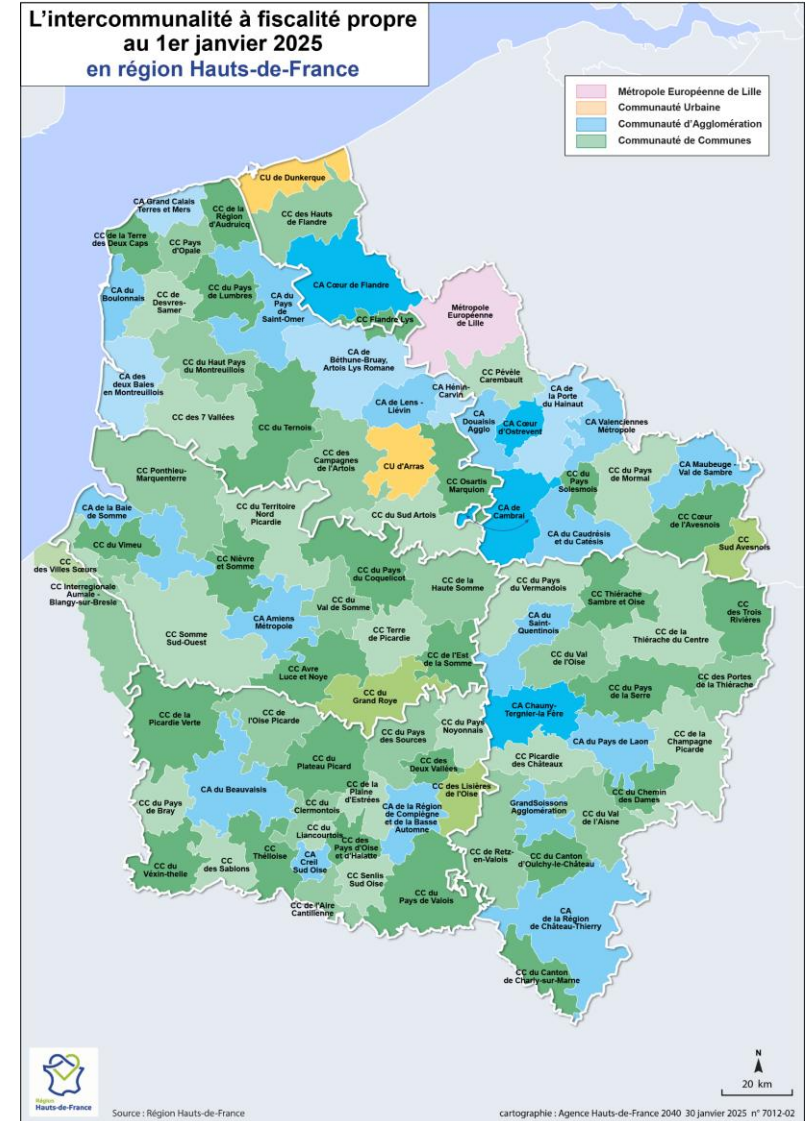 L'intercommunalité à fiscalité propre
au 1er janvier 2025
en région Hauts-de-France
Métropole Européenne de Lille
Communauté Urbaine
Communauté d'Agglomération
Communauté de Communes
CU de Dunkerque
CA Grand Calais
Terres et Mers
CC de la
Région
d'Audruicq
CC des Hauts
de Flandre
CC de la Terre
des Deux Caps
CC Pays
d'Opale
CA Cœur de Flandre
CA du
Boulonnais
CC de
Desvres-
Samer
CC du Pays
de Lumbres
CA du
Pays
de
Saint-Omer
CC Flandre Lys
Métropole
Européenne
de Lille
CC du Haut Pays
du Montreuillois
CA de
Béthune-Bruay,
Artois Lys Romane
CC Pévèle
Carembault
CA des
deux Baies
en Montreuillois
CA de Lens -
Liévin
CA Hénin-
Carvin
CA de
la Porte
du Hainaut
CC des 7 Vallées
CC du Ternois
CA
Douaisis
Agglo
CA Cœur
d'Ostrevent
CA Valenciennes
Métropole
CC des
Campagnes
de l'Artois
CU d'Arras
CC Osartis
Marquion
CC du
Pays
Solesmois
CC du Pays
de Mormal
CA Maubeuge -
Val de Sambre
CC Ponthieu-
Marquenterre
CC du Sud Artois
CA de
Cambrai
CC Cœur
de l'Avesnois
CA du Caudrésis
et du Catésis
CC
Sud Avesnois
CA de la Baie
de Somme
CC du Territoire
Nord
Picardie
CC du Vimeu
CC
des Villes Sœurs
CC Interregionale
Aumale -
Blangy-sur-Bresle
CC Nièvre
et Somme
CC du Pays
du Coquelicot
CC de la
Haute Somme
CC du Pays
du Vermandois
CC Thiérache
Sambre et Oise
CC
des Trois
Rivières
CC du
Val de Somme
CA Amiens
Métropole
CA du
Saint-
Quentinois
CC de la
Thiérache du Centre
CC Somme
Sud-Ouest
CC Terre
de Picardie
CC du Val
de l'Oise
CC Avre
Luce et Noye
CC de l'Est
de la Somme
CC des Portes
de la Thiérache
CC du
Grand Roye
CC du Pays
de la Serre
CA Chauny-
Tergnier-la Fère
CC de la
Picardie Verte
CC de
l'Oise Picarde
CC du Pays
des Sources
CC du Pays
Noyonnais
CA du Pays de Laon
CC de la
Champagne
Picarde
CC du
Plateau Picard
CC des
Deux Vallées
CC Picardie
des Châteaux
CA du Beauvaisis
CC de la
Plaine
d'Estrées
CC des Lisières
de l'Oise
CC du Chemin
des Dames
CC du Pays
de Bray
CC du
Clermontois
CA de la Région
de Compiègne
et de la Basse
Automne
GrandSoissons
Agglomération
CC du Val
de l'Aisne
CC du
Liancourtois
CC des
Pays d'Oise
et d'Halatte
CC de Retz-
en-Valois
CC du Canton
d'Oulchy-le-Château
CC du
Véxin-thelle
CC
des Sablons
CC
Thelloise
CA
Creil
Sud Oise
CC Senlis
Sud Oise
CC du
Pays de Valois
CC de l'Aire
Cantilienne
CA
de la Région
de Château-Thierry
CC du Canton
de Charly-sur-Marne
N
20 km
Région
Hauts-de-France
Source : Région Hauts-de-France
cartographie : Agence Hauts-de-France 2040 30 janvier 2025 n° 7012-02